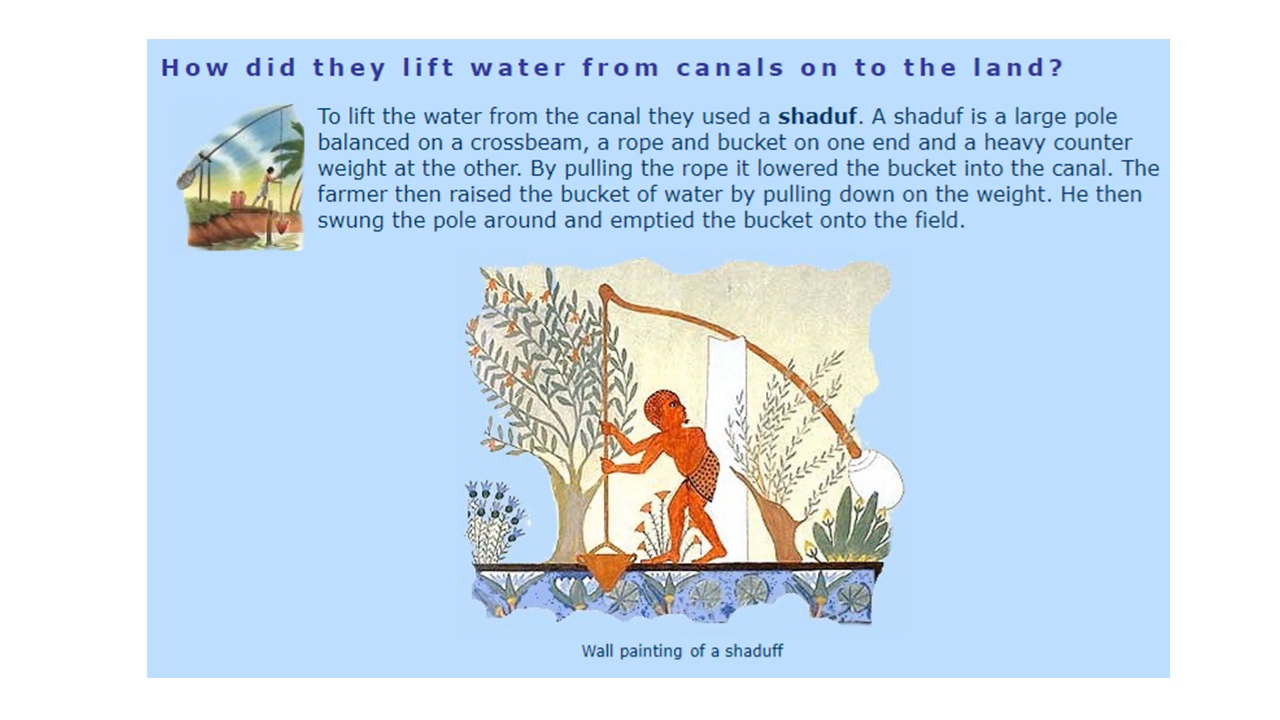 How did they lift water from canals on to the land?
To lift the water from the canal they used a shaduf. A shaduf is a large pole
balanced on a crossbeam, a rope and bucket on one end and a heavy counter
weight at the other. By pulling the rope it lowered the bucket into the canal. The
farmer then raised the bucket of water by pulling down on the weight. He then
swung the pole around and emptied the bucket onto the field.
Wall painting of a shaduff